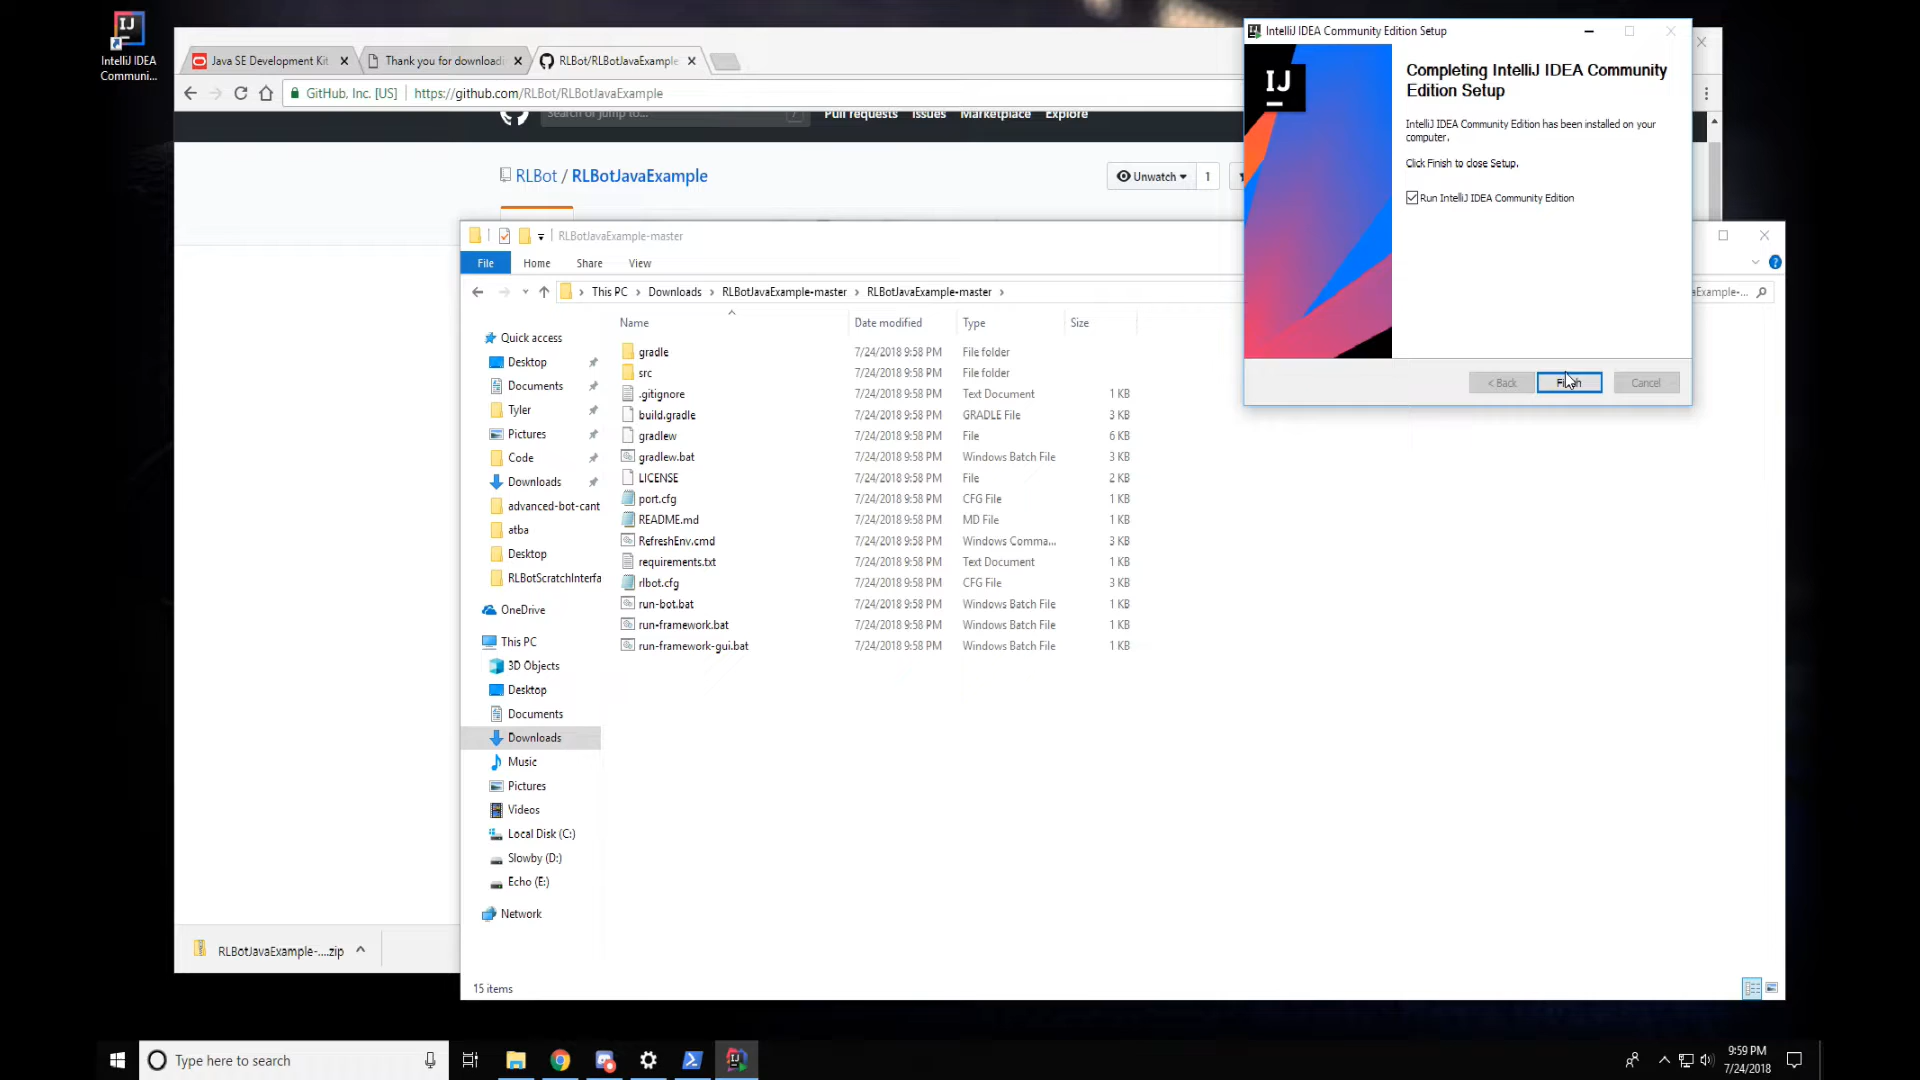 IntelliJ IDEA
Communi...
Java SE Development Kit
Thank you for downloadi
RLBot/RLBotJavaExample
GitHub, Inc. [US]
https://github.com/RLBot/RLBotJavaExample
Search or jump to...
/
Pull requests
Issues
Marketplace
Explore
RLBot / RLBotJavaExample
Unwatch
1
IntelliJ IDEA Community Edition Setup
IJ
Completing IntelliJ IDEA Community
Edition Setup
IntelliJ IDEA Community Edition has been installed on your
computer.
Click Finish to close Setup.
Run IntelliJ IDEA Community Edition
< Back
Cancel
RLBotJavaExample-master
File
Home
Share
View
This PC
Downloads
RLBotJavaExample-master
RLBotJavaExample-master
aExample-...
Name
Date modified
Type
Size
gradle 7/24/2018 9:58 PM File folder
src 7/24/2018 9:58 PM File folder
.gitignore 7/24/2018 9:58 PM Text Document 1 KB
build.gradle 7/24/2018 9:58 PM GRADLE File 3 KB
gradlew 7/24/2018 9:58 PM File 6 KB
gradlew.bat 7/24/2018 9:58 PM Windows Batch File 3 KB
LICENSE 7/24/2018 9:58 PM File 2 KB
port.cfg 7/24/2018 9:58 PM CFG File 1 KB
README.md 7/24/2018 9:58 PM MD File 1 KB
RefreshEnv.cmd 7/24/2018 9:58 PM Windows Comma... 3 KB
requirements.txt 7/24/2018 9:58 PM Text Document 1 KB
rlbot.cfg 7/24/2018 9:58 PM CFG File 3 KB
run-bot.bat 7/24/2018 9:58 PM Windows Batch File 1 KB
run-framework.bat 7/24/2018 9:58 PM Windows Batch File 1 KB
run-framework-gui.bat 7/24/2018 9:58 PM Windows Batch File 1 KB
Quick access
Desktop
Documents
Tyler
Pictures
Code
Downloads
advanced-bot-cant
atba
Desktop
RLBotScratchInterfa
OneDrive
This PC
3D Objects
Desktop
Documents
Downloads
Music
Pictures
Videos
Local Disk (C:)
Slowby (D:)
Echo (E:)
Network
RLBotJavaExample-....zip
15 items
Type here to search
9:59 PM
7/24/2018